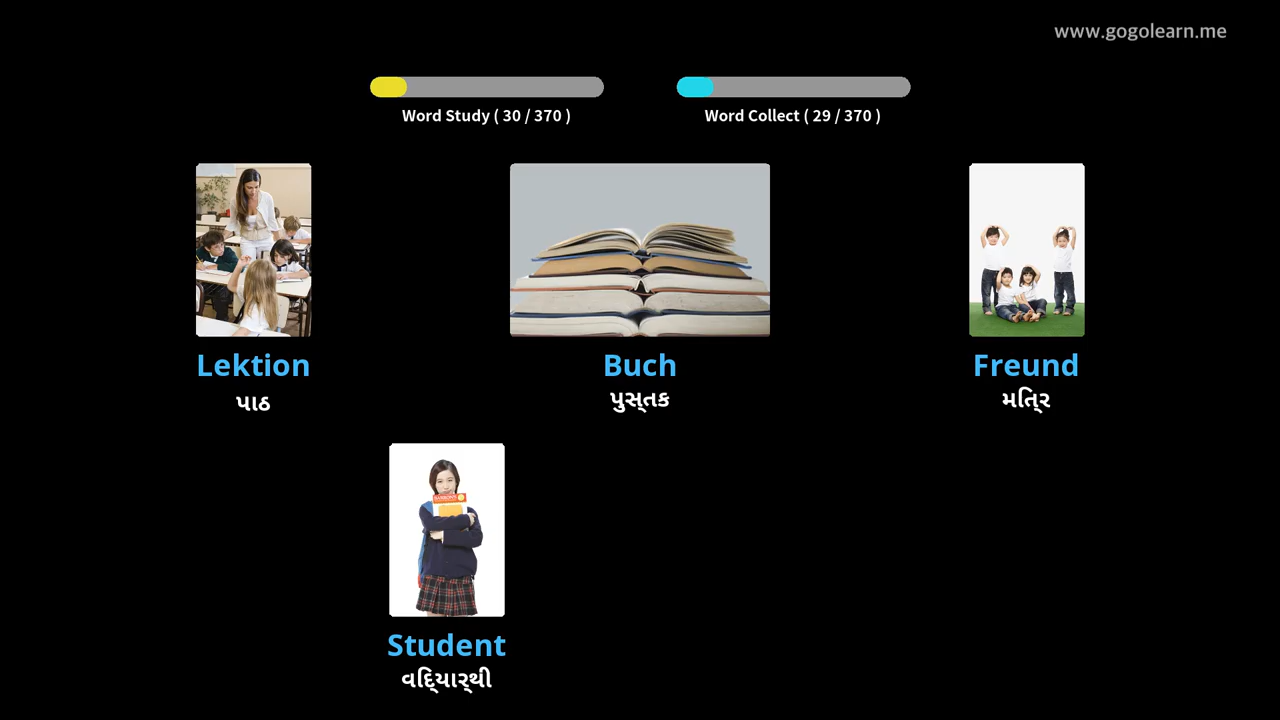 www.gogolearn.me
Word Study ( 30 / 370 )
Word Collect ( 29 / 370 )
Lektion
પાઠ
Buch
પુસ્તક
Freund
મિત્ર
Student
વિદ્યાર્થી